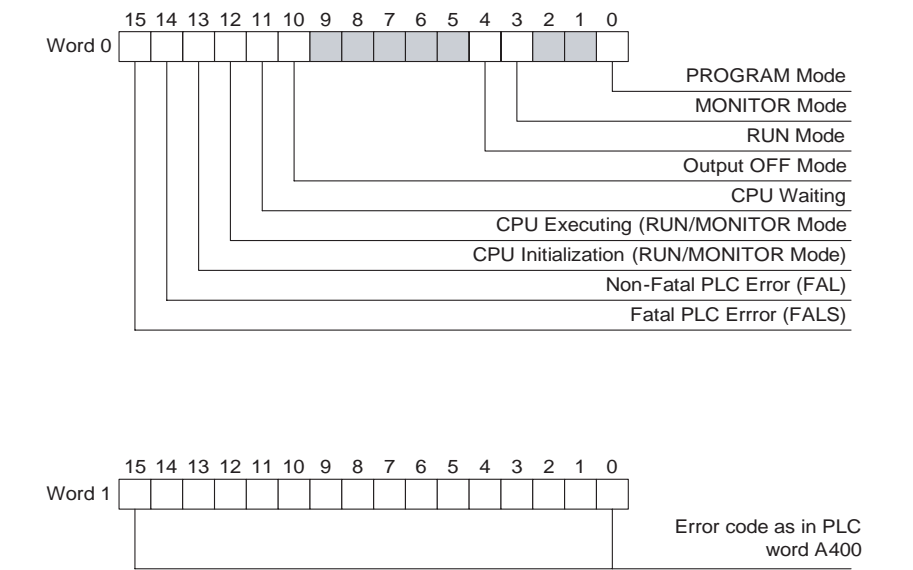 15 14 13 12 11 10 9 8 7 6 5 4 3 2 1 0
Word 0
PROGRAM Mode
MONITOR Mode
RUN Mode
Output OFF Mode
CPU Waiting
CPU Executing (RUN/MONITOR Mode
CPU Initialization (RUN/MONITOR Mode)
Non-Fatal PLC Error (FAL)
Fatal PLC Errror (FALS)
15 14 13 12 11 10 9 8 7 6 5 4 3 2 1 0
Word 1
Error code as in PLC
word A400